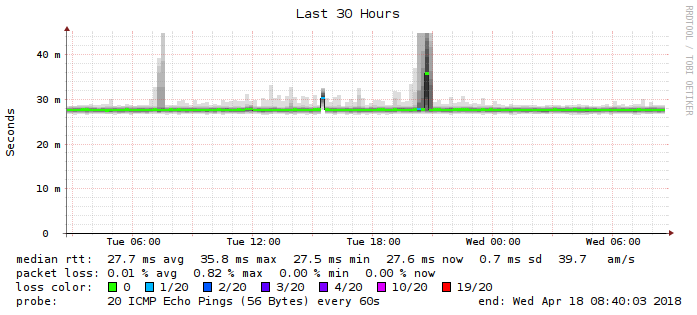 Last 30 Hours
RRDTOOL / TOBI OETIKER
Seconds
40 m
30 m
20 m
10 m
0
Tue 06:00 Tue 12:00 Tue 18:00 Wed 00:00 Wed 06:00
median rtt: 27.7 ms avg 35.8 ms max 27.5 ms min 27.6 ms now 0.7 ms sd 39.7 am/s
packet loss: 0.01 % avg 0.82 % max 0.00 % min 0.00 % now
loss color: 0 1/20 2/20 3/20 4/20 10/20 19/20
probe: 20 ICMP Echo Pings (56 Bytes) every 60s end: Wed Apr 18 08:40:03 2018